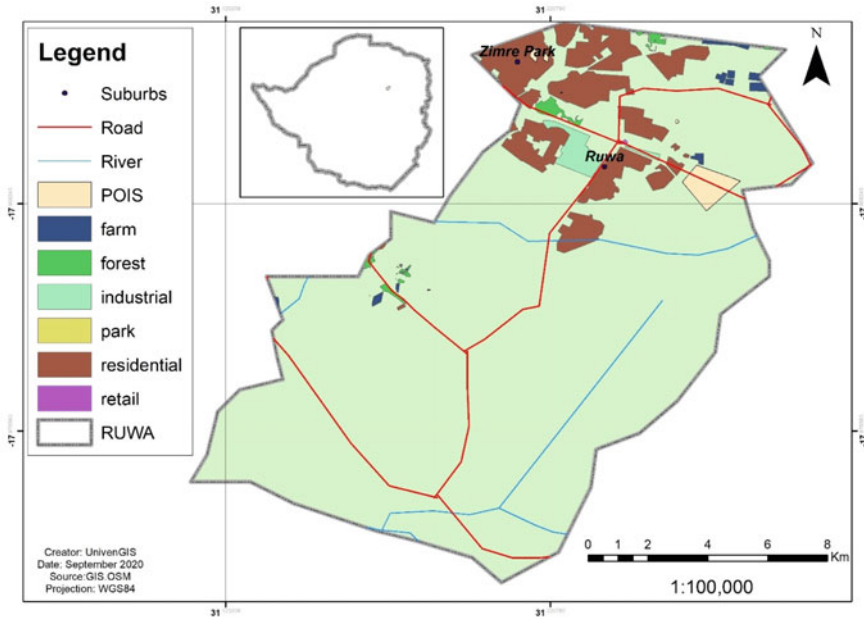 Legend
Suburbs
Road
River
POIS
farm
forest
industrial
park
residential
retail
RUWA
Creator: UnivenGIS
Date: September 2020
Source:GIS.OSM
Projection: WGS84
Zimre Park
Ruwa
N
31
31
-17
-17
-17
-17
31
31
0 1 2 4 6 8
Km
1:100,000